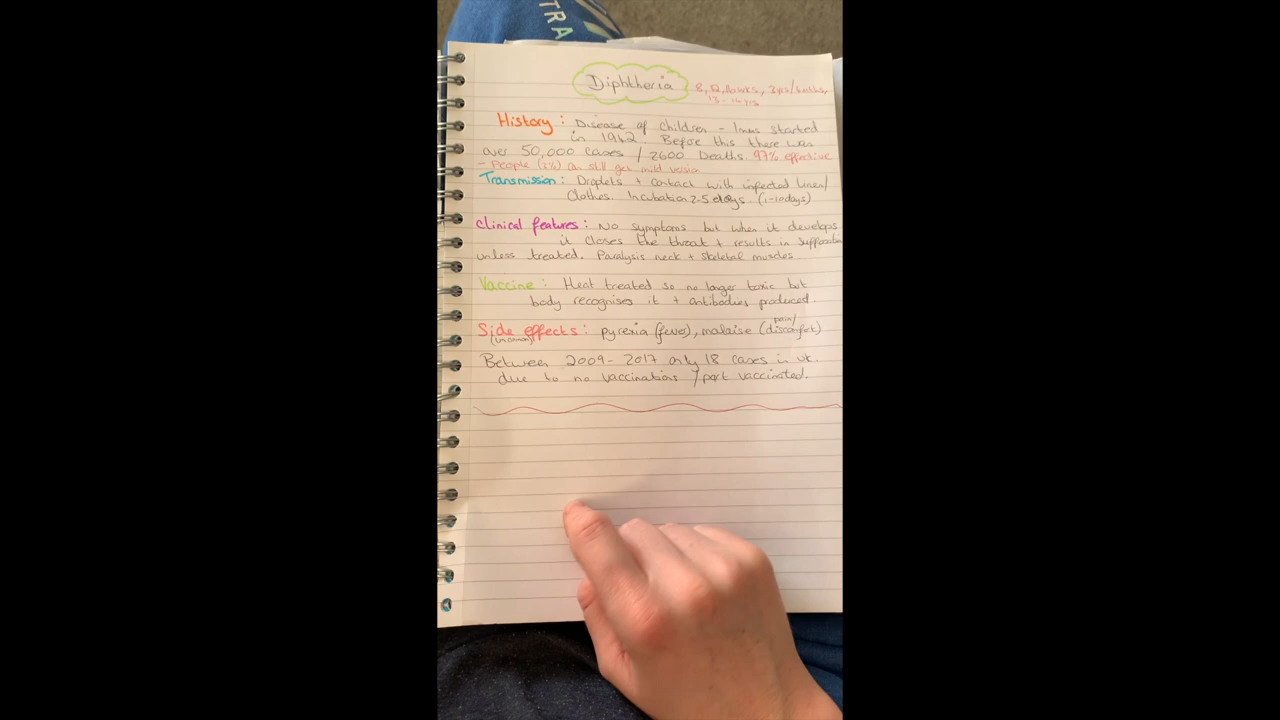 TRA
Diphtheria 8, 12, 16wks, 3yrs/4mths,
13-14yrs
History: Disease of children - Imms started
in 1942. Before this there was
over 50,000 cases / 2600 Deaths. 97% effective
- People (3%) can still get mild version
Transmission: Droplets + contact with infected linen/
clothes. Incubation 2-5 days. (1-10days)
Clinical features: No symptoms but when it develops
it closes the throat + results in suffocation
unless treated. Paralysis neck + skeletal muscles.
Vaccine: Heat treated so no longer toxic but
body recognises it + antibodies produced.
Side effects: pyrexia (fever), malaise (pain/discomfort)
(uncommon)
Between 2009-2017 only 18 cases in uk.
due to no vaccinations / part vaccinated.